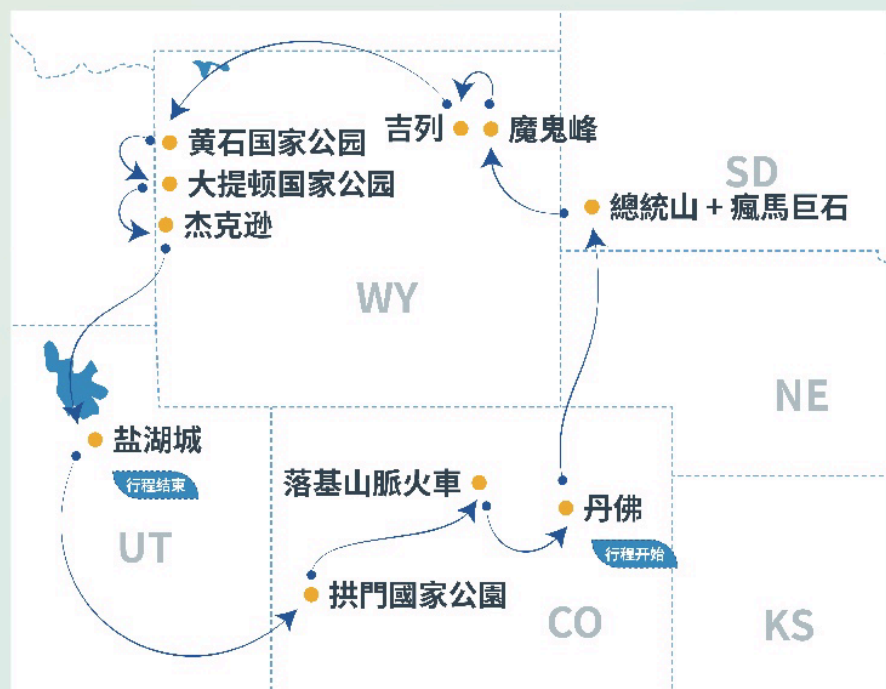 吉列
魔鬼峰
黄石国家公园
大提顿国家公园
杰克逊
SD
總統山 + 瘋馬巨石
WY
NE
盐湖城
行程结束
落基山脈火車
丹佛
行程开始
UT
拱門國家公園
CO
KS